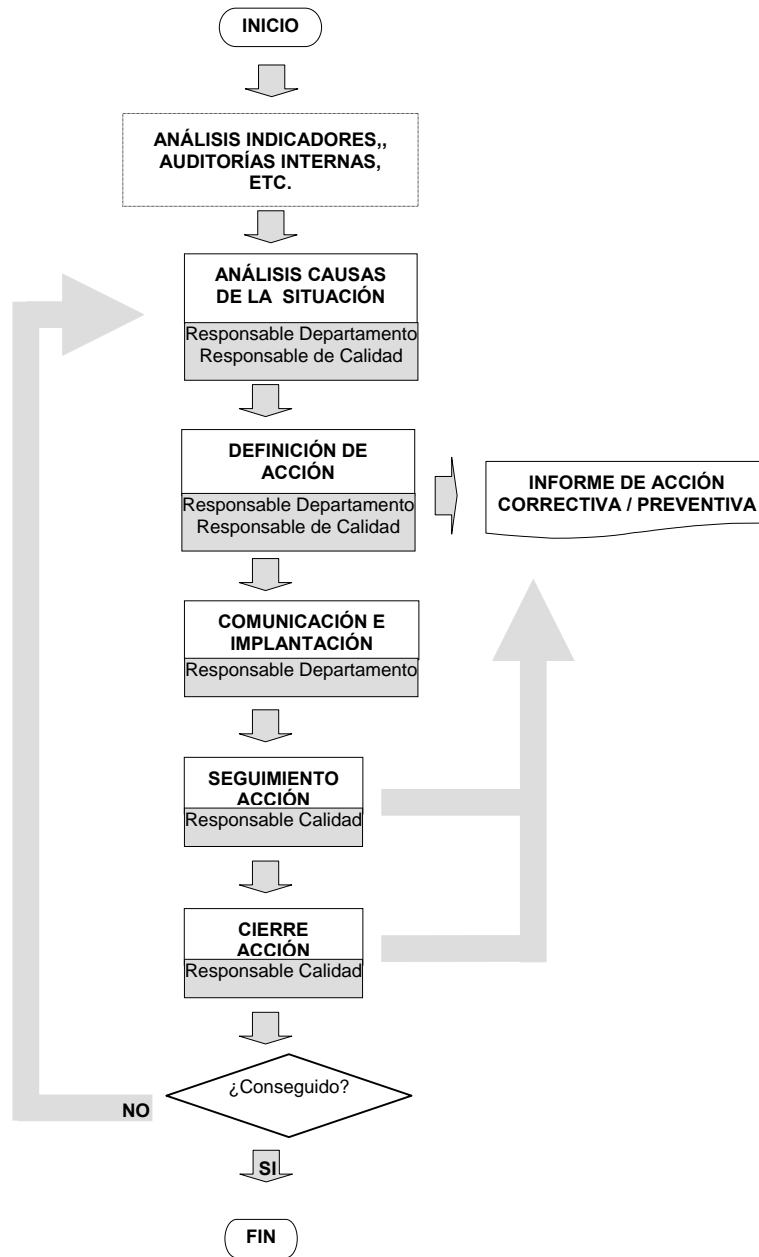 INICIO
ANÁLISIS INDICADORES,,
AUDITORÍAS INTERNAS,
ETC.
ANÁLISIS CAUSAS
DE LA SITUACIÓN
Responsable Departamento
Responsable de Calidad
DEFINICIÓN DE
ACCIÓN
Responsable Departamento
Responsable de Calidad
INFORME DE ACCIÓN
CORRECTIVA / PREVENTIVA
COMUNICACIÓN E
IMPLANTACIÓN
Responsable Departamento
SEGUIMIENTO
ACCIÓN
Responsable Calidad
CIERRE
ACCIÓN
Responsable Calidad
¿Conseguido?
NO
SI
FIN